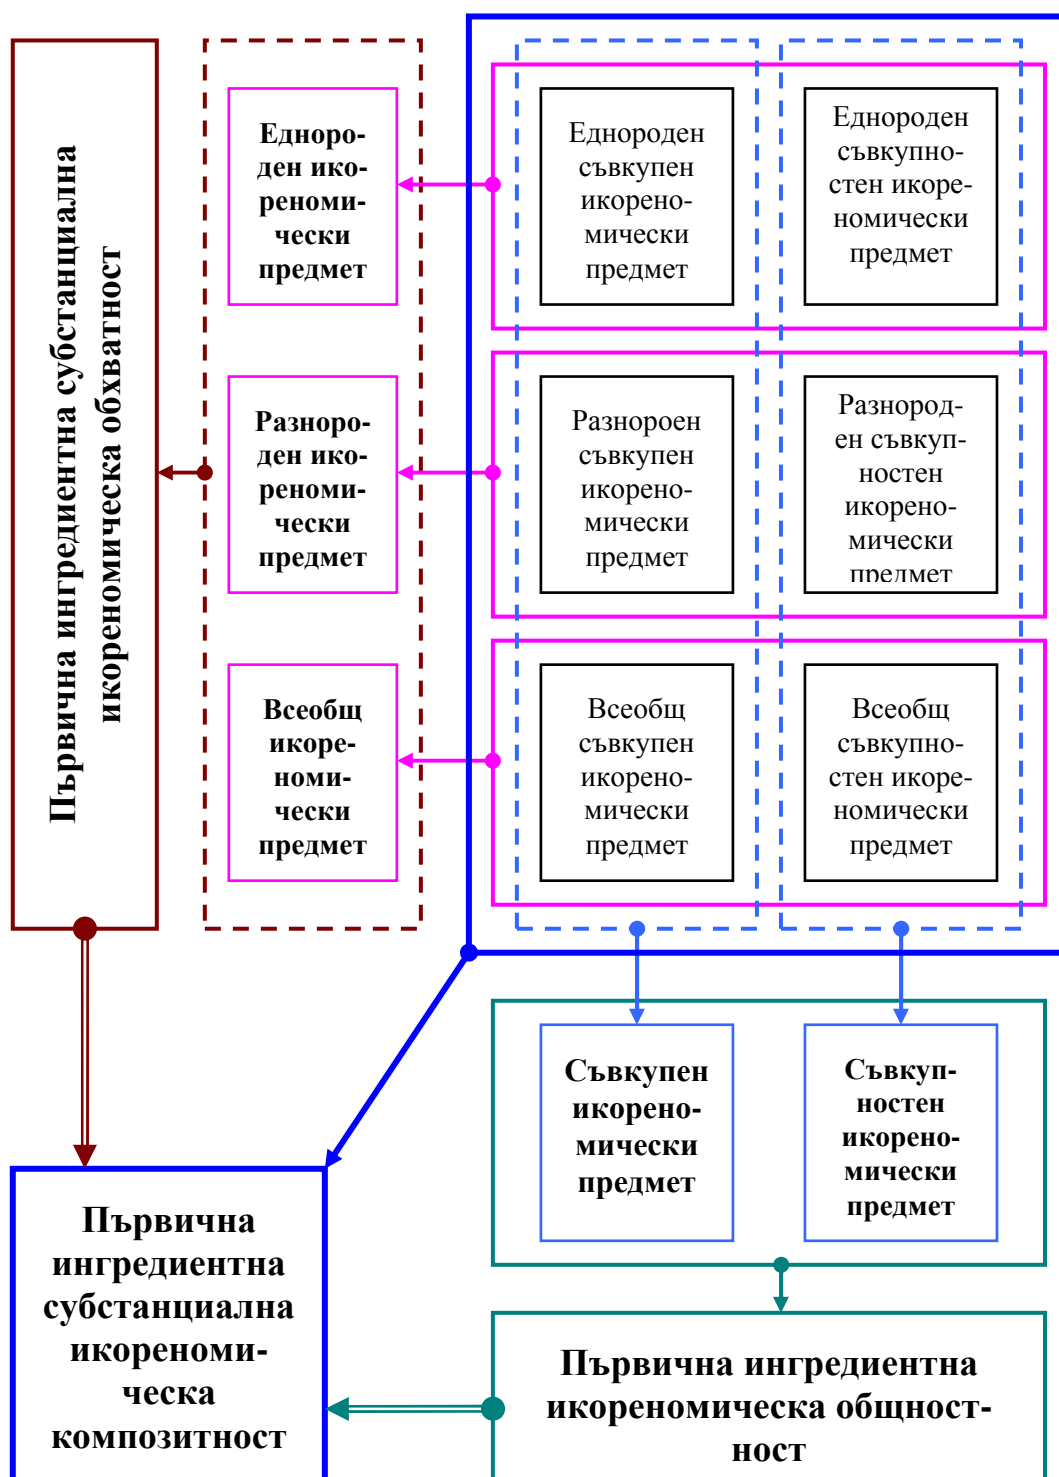 Първична ингредиентна субстанциална
икореномическа обхватност
Едноро-
ден ико-
реноми-
чески
предмет
Еднороден
съвкупен
икорено-
мически
предмет
Еднороден
съвкупно-
стен икоре-
номически
предмет
Разноро-
ден ико-
реноми-
чески
предмет
Разнороен
съвкупен
икорено-
мически
предмет
Разнород-
ен съвкуп-
ностен
икорено-
мически
предмет
Всеобщ
икоре-
номи-
чески
предмет
Всеобщ
съвкупен
икорено-
мически
предмет
Всеобщ
съвкупно-
стен икоре-
номически
предмет
Съвкупен
икорено-
мически
предмет
Съвкуп-
ностен
икорено-
мически
предмет
Първична
ингредиентна
субстанциална
икореноми-
ческа
композитност
Първична ингредиентна
икореномическа общност-
ност